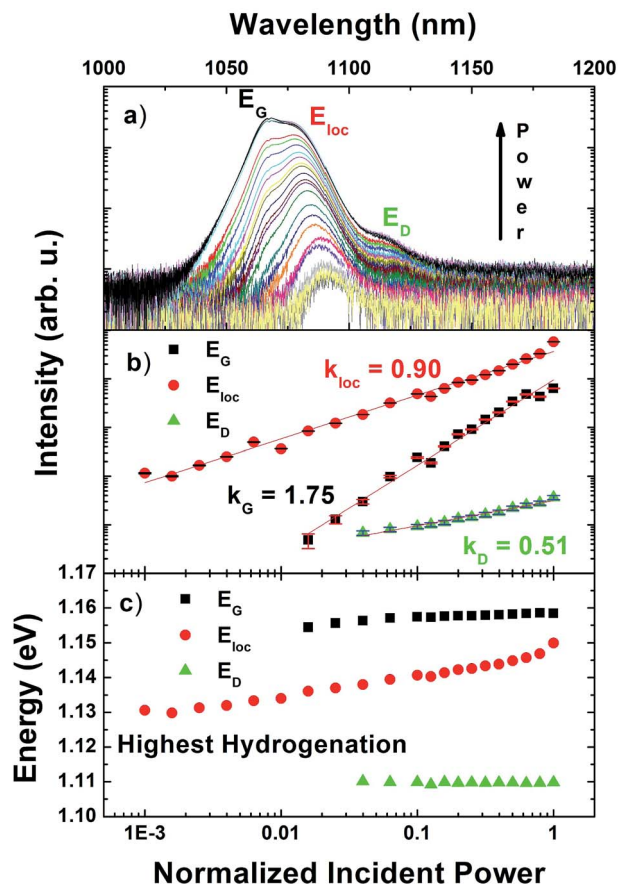 Wavelength (nm)
1000 1050 1100 1150 1200
a)
E_G
E_loc
E_D
Power
Intensity (arb. u.)
b)
E_G
E_loc
E_D
k_loc = 0.90
k_G = 1.75
k_D = 0.51
Energy (eV)
1.17
1.16
1.15
1.14
1.13
1.12
1.11
1.10
c)
E_G
E_loc
E_D
Highest Hydrogenation
1E-3 0.01 0.1 1
Normalized Incident Power